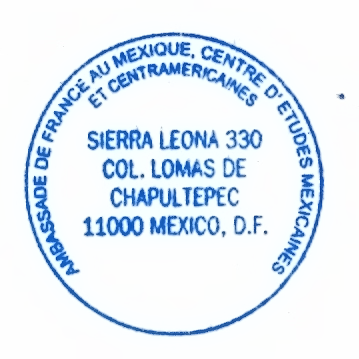 AMBASSADE DE FRANCE AU MEXIQUE, CENTRE D'ETUDES MEXICAINES
ET CENTRAMERICAINES
SIERRA LEONA 330
COL. LOMAS DE
CHAPULTEPEC
11000 MEXICO, D.F.